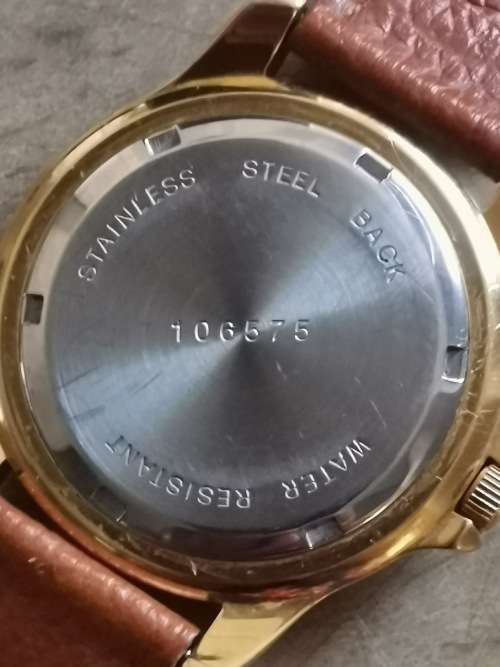 STAINLESS STEEL BACK
106575
WATER RESISTANT